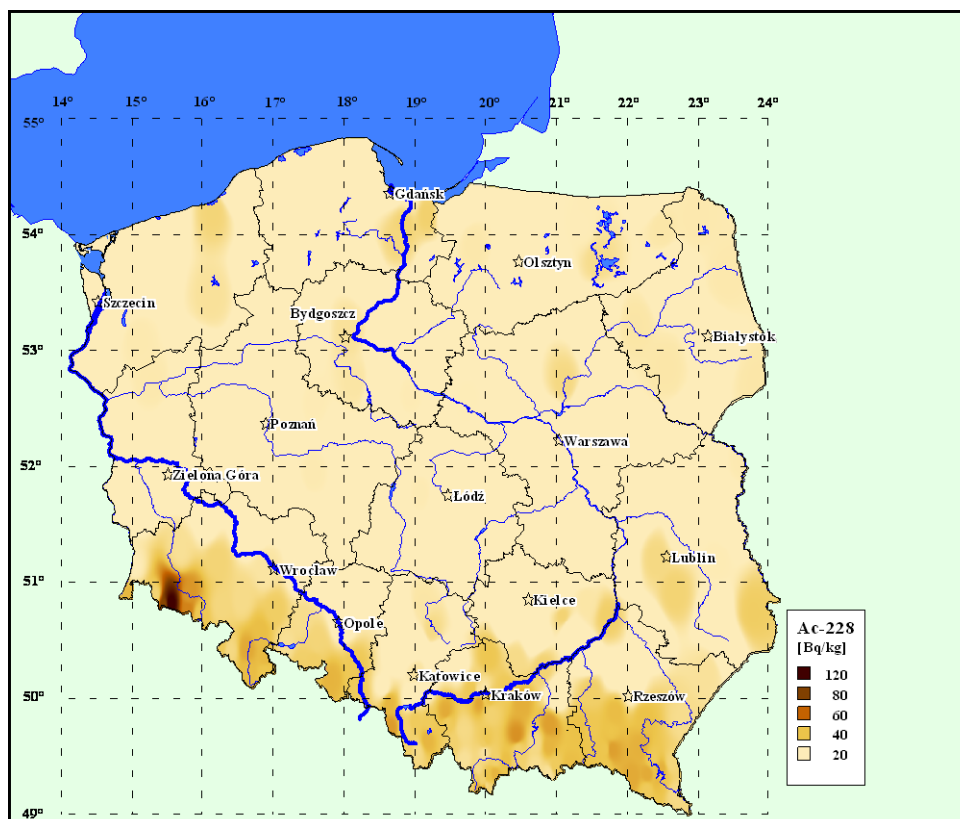 14° 15° 16° 17° 18° 19° 20° 21° 22° 23° 24°
55°
Gdańsk
54°
Olsztyn
Szczecin
Bydgoszcz
53°
Białystok
Poznań
Warszawa
52°
Zielona Góra
Łódź
Lublin
51°
Wrocław
Kielce
Opole
Katowice
50°
Kraków
Rzeszów
49°
Ac-228
[Bq/kg]
120
80
60
40
20